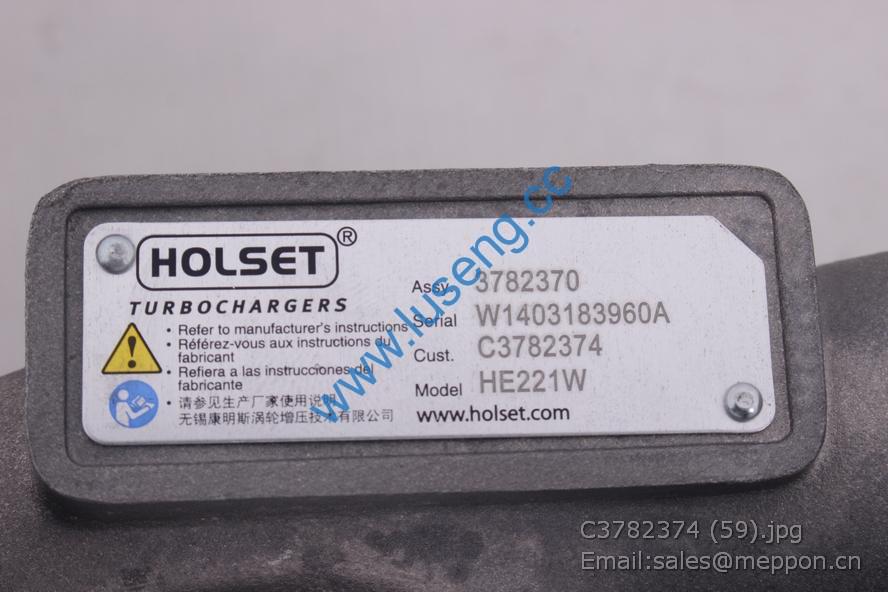 HOLSET®
TURBOCHARGERS
• Refer to manufacturer's instructions
• Référez-vous aux instructions du
fabricant
• Refiera a las instrucciones del
fabricante
• 请参见生产厂家使用说明
无锡康明斯涡轮增压技术有限公司
Assy 3782370
Serial W1403183960A
Cust. C3782374
Model HE221W
www.holset.com
www.luseng.cc
C3782374 (59).jpg
Email:sales@meppon.cn